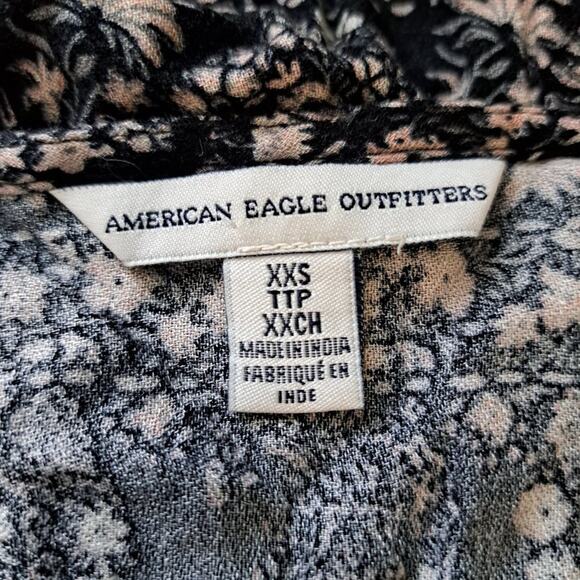 AMERICAN EAGLE OUTFITTERS
XXS
TTP
XXCH
MADE IN INDIA
FABRIQUÉ EN
INDE